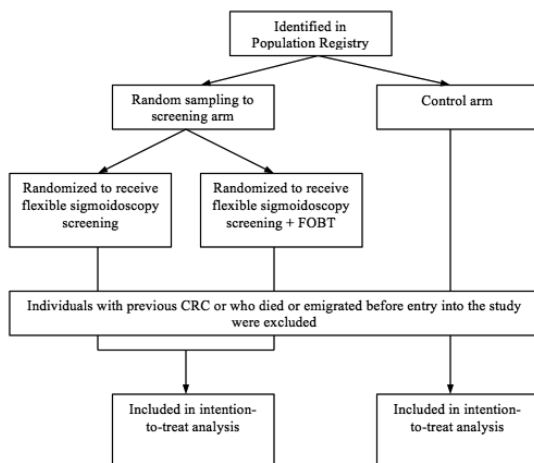 Identified in
Population Registry
Random sampling to
screening arm
Control arm
Randomized to receive
flexible sigmoidoscopy
screening
Randomized to receive
flexible sigmoidoscopy
screening + FOBT
Individuals with previous CRC or who died or emigrated before entry into the study
were excluded
Included in intention-
to-treat analysis
Included in intention-
to-treat analysis